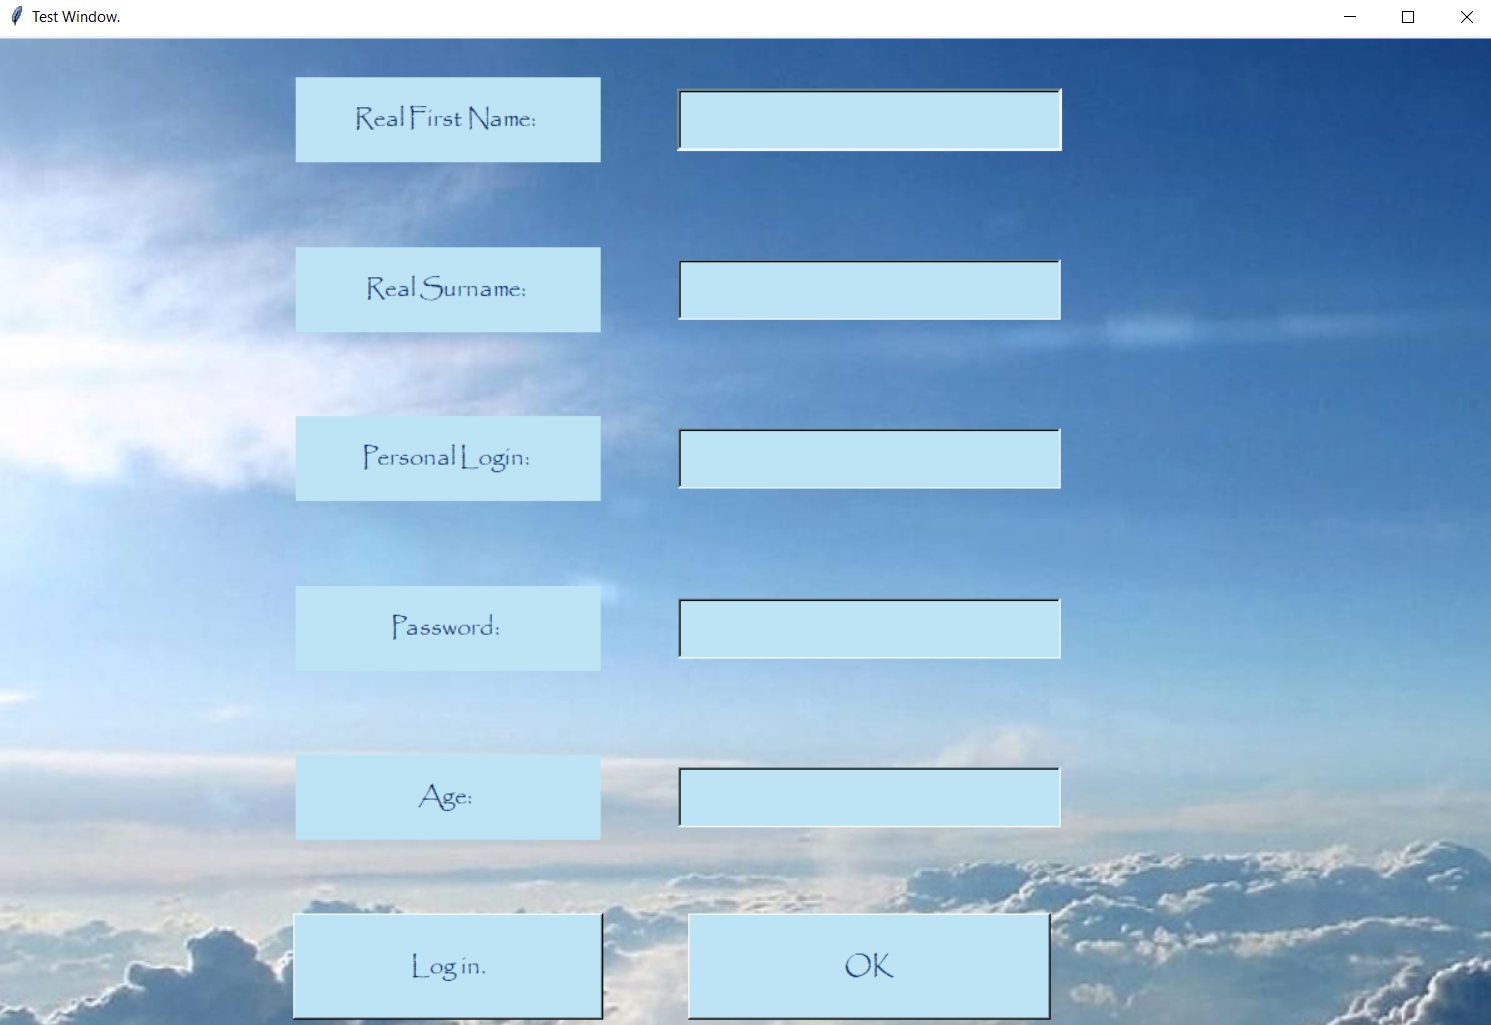 Test Window.
Real First Name:
Real Surname:
Personal Login:
Password:
Age:
Log in.
OK